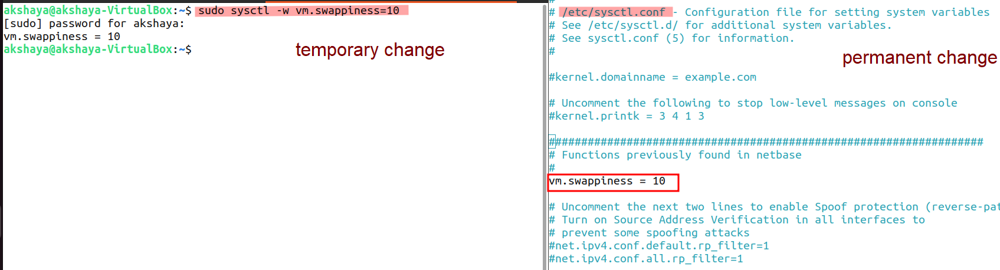 akshaya@akshaya-VirtualBox:~$ sudo sysctl -w vm.swappiness=10
[sudo] password for akshaya:
vm.swappiness = 10
akshaya@akshaya-VirtualBox:~$
temporary change
#
# /etc/sysctl.conf - Configuration file for setting system variables
# See /etc/sysctl.d/ for additional system variables.
# See sysctl.conf (5) for information.
#
permanent change
#kernel.domainname = example.com
# Uncomment the following to stop low-level messages on console
#kernel.printk = 3 4 1 3
###################################################################
# Functions previously found in netbase
#
vm.swappiness = 10
# Uncomment the next two lines to enable Spoof protection (reverse-pat
# Turn on Source Address Verification in all interfaces to
# prevent some spoofing attacks
#net.ipv4.conf.default.rp_filter=1
#net.ipv4.conf.all.rp_filter=1